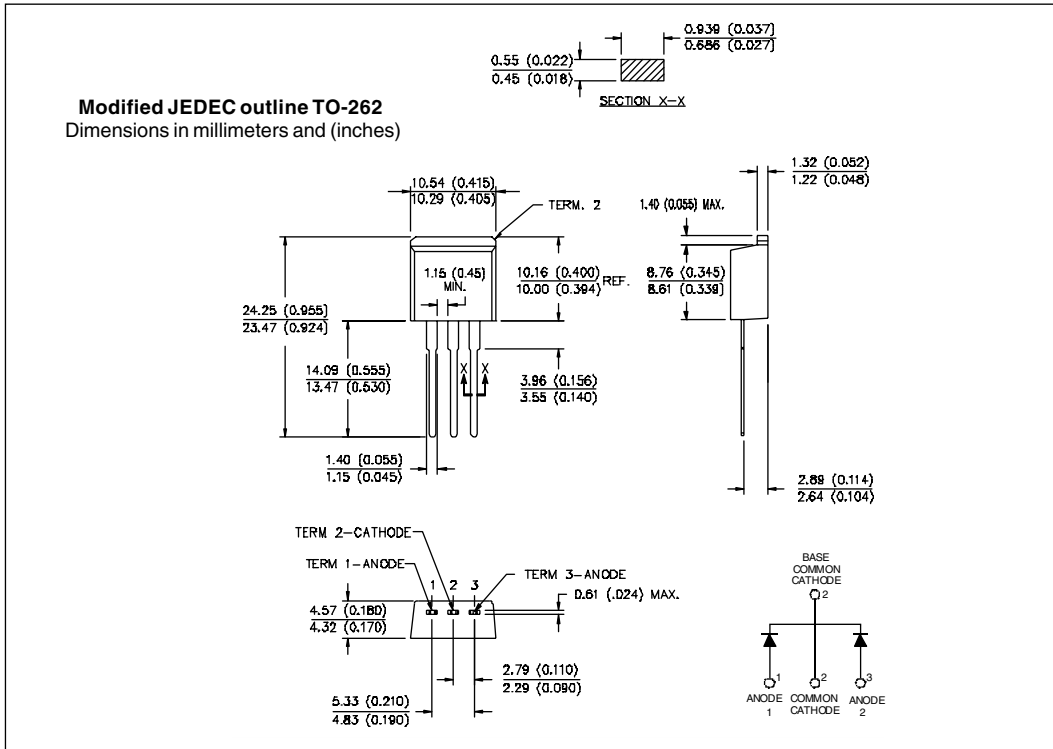 0.939 (0.037)
0.686 (0.027)
0.55 (0.022)
0.45 (0.018)
SECTION X-X
Modified JEDEC outline TO-262
Dimensions in millimeters and (inches)
1.32 (0.052)
1.22 (0.048)
10.54 (0.415)
10.29 (0.405)
TERM. 2
1.40 (0.055) MAX.
1.15 (0.45)
MIN.
10.16 (0.400)
10.00 (0.394)
REF.
8.76 (0.345)
8.61 (0.339)
24.25 (0.955)
23.47 (0.924)
14.09 (0.555)
13.47 (0.530)
X X
3.96 (0.156)
3.55 (0.140)
1.40 (0.055)
1.15 (0.045)
2.89 (0.114)
2.64 (0.104)
TERM 2-CATHODE
TERM 1-ANODE
1 2 3
TERM 3-ANODE
0.61 (.024) MAX.
4.57 (0.180)
4.32 (0.170)
2.79 (0.110)
2.29 (0.090)
5.33 (0.210)
4.83 (0.190)
BASE
COMMON
CATHODE
2
1 2 3
ANODE
1
COMMON
CATHODE
ANODE
2